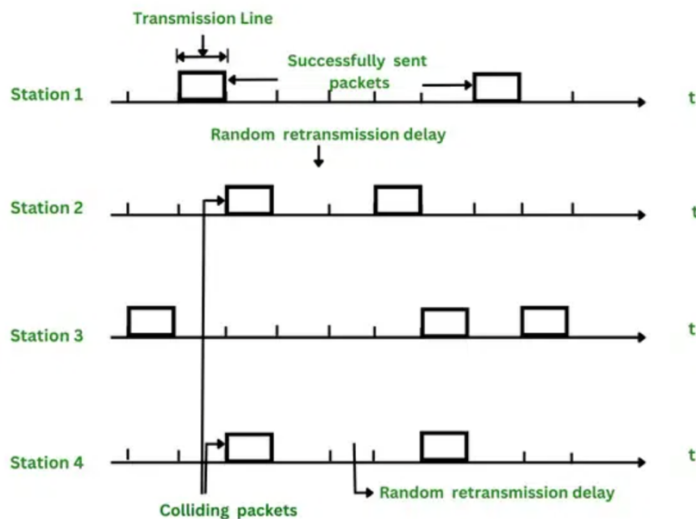 Transmission Line
Successfully sent
packets
Station 1
t
Random retransmission delay
Station 2
t
Station 3
t
Station 4
t
Random retransmission delay
Colliding packets